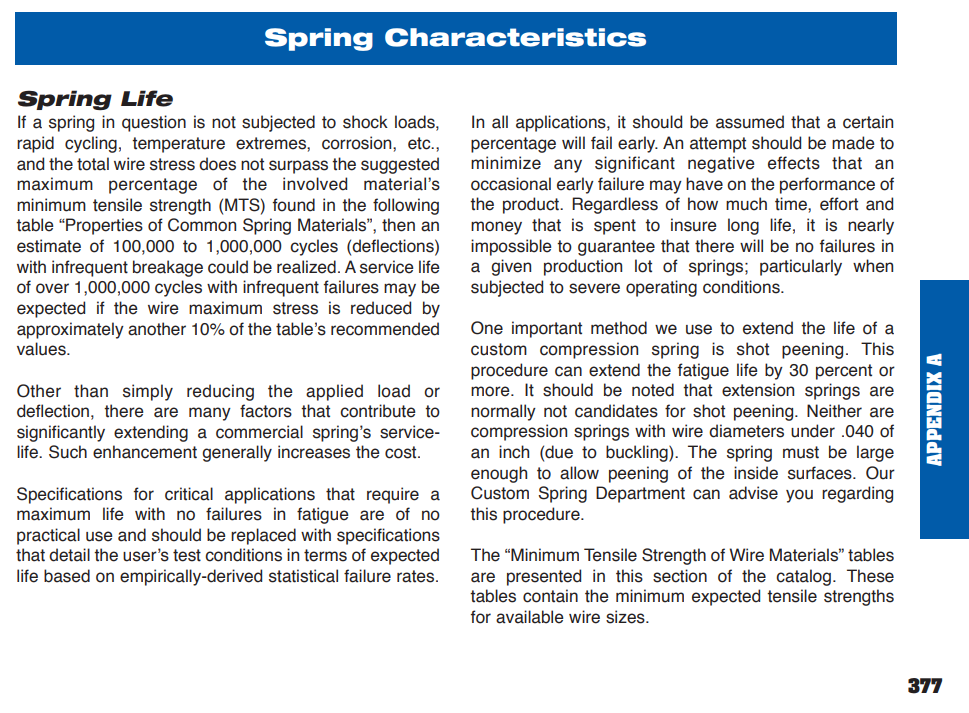 Spring Characteristics
Spring Life
If a spring in question is not subjected to shock loads,
rapid cycling, temperature extremes, corrosion, etc.,
and the total wire stress does not surpass the suggested
maximum percentage of the involved material's
minimum tensile strength (MTS) found in the following
table “Properties of Common Spring Materials”, then an
estimate of 100,000 to 1,000,000 cycles (deflections)
with infrequent breakage could be realized. A service life
of over 1,000,000 cycles with infrequent failures may be
expected if the wire maximum stress is reduced by
approximately another 10% of the table's recommended
values.
Other than simply reducing the applied load or
deflection, there are many factors that contribute to
significantly extending a commercial spring's service-
life. Such enhancement generally increases the cost.
Specifications for critical applications that require a
maximum life with no failures in fatigue are of no
practical use and should be replaced with specifications
that detail the user's test conditions in terms of expected
life based on empirically-derived statistical failure rates.
In all applications, it should be assumed that a certain
percentage will fail early. An attempt should be made to
minimize any significant negative effects that an
occasional early failure may have on the performance of
the product. Regardless of how much time, effort and
money that is spent to insure long life, it is nearly
impossible to guarantee that there will be no failures in
a given production lot of springs; particularly when
subjected to severe operating conditions.
One important method we use to extend the life of a
custom compression spring is shot peening. This
procedure can extend the fatigue life by 30 percent or
more. It should be noted that extension springs are
normally not candidates for shot peening. Neither are
compression springs with wire diameters under .040 of
an inch (due to buckling). The spring must be large
enough to allow peening of the inside surfaces. Our
Custom Spring Department can advise you regarding
this procedure.
The “Minimum Tensile Strength of Wire Materials” tables
are presented in this section of the catalog. These
tables contain the minimum expected tensile strengths
for available wire sizes.
APPENDIX A
377